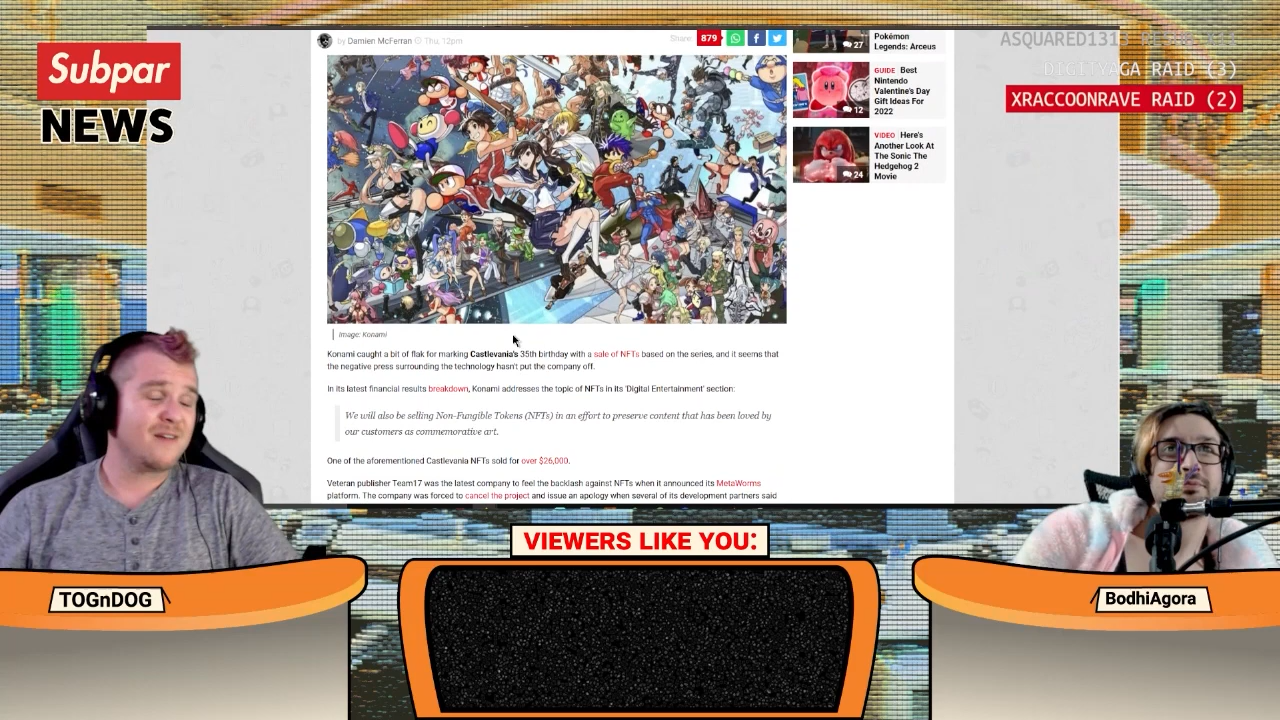 Subpar
NEWS
by Damien McFerran Thu, 12pm
Share 879
27
Pokémon
Legends: Arceus
GUIDE Best
Nintendo
Valentine's Day
Gift Ideas For
2022
12
VIDEO Here's
Another Look At
The Sonic The
Hedgehog 2
Movie
24
ASQUARED1313
DIGITYAGA RAID (3)
XRACCOONRAVE RAID (2)
Image: Konami
Konami caught a bit of flak for marking Castlevania's 35th birthday with a sale of NFTs based on the series, and it seems that
the negative press surrounding the technology hasn't put the company off.
In its latest financial results breakdown, Konami addresses the topic of NFTs in its 'Digital Entertainment' section:
We will also be selling Non-Fungible Tokens (NFTs) in an effort to preserve content that has been loved by
our customers as commemorative art.
One of the aforementioned Castlevania NFTs sold for over $26,000.
Veteran publisher Team17 was the latest company to feel the backlash against NFTs when it announced its MetaWorms
platform. The company was forced to cancel the project and issue an apology when several of its development partners said
VIEWERS LIKE YOU:
TOGnDOG
BodhiAgora